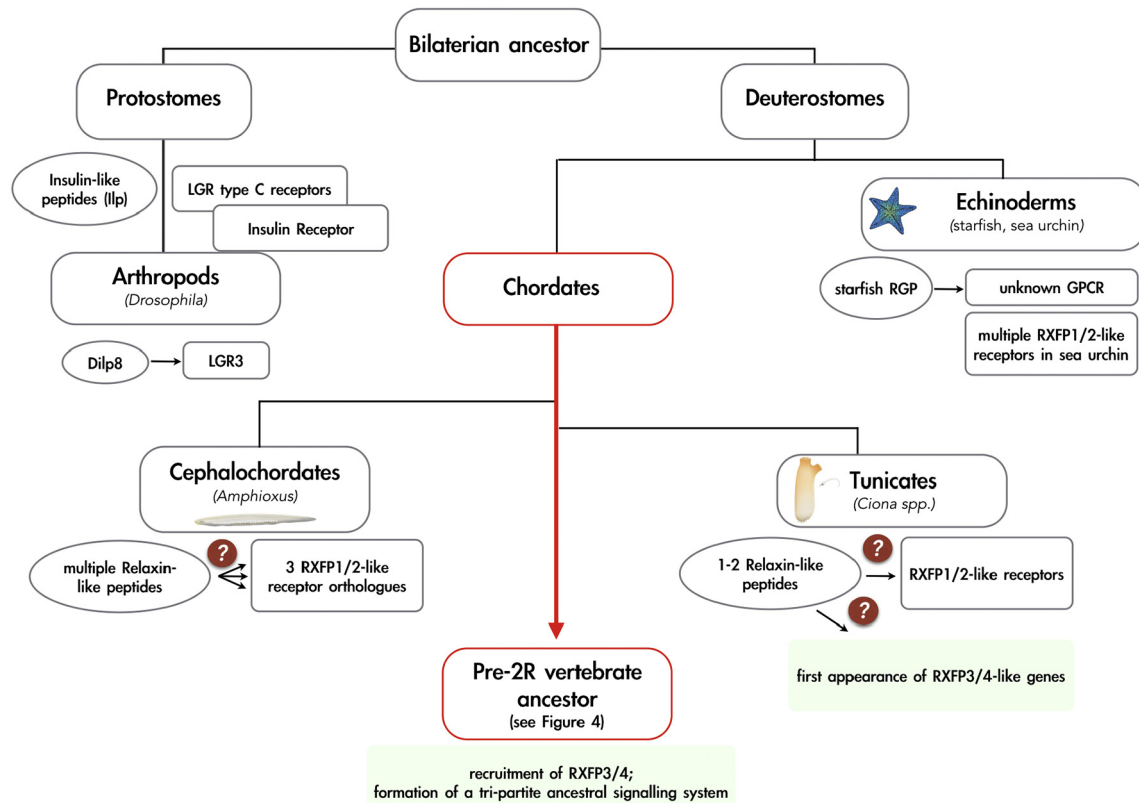 Bilaterian ancestor
Protostomes
Deuterostomes
Insulin-like
peptides (Ilp)
LGR type C receptors
Insulin Receptor
Echinoderms
(starfish, sea urchin)
Arthropods
(Drosophila)
Chordates
starfish RGP
unknown GPCR
multiple RXFP1/2-like
receptors in sea urchin
Dilp8
LGR3
Cephalochordates
(Amphioxus)
Tunicates
(Ciona spp.)
multiple Relaxin-
like peptides
?
3 RXFP1/2-like
receptor orthologues
1-2 Relaxin-like
peptides
?
RXFP1/2-like receptors
?
first appearance of RXFP3/4-like genes
Pre-2R vertebrate
ancestor
(see Figure 4)
recruitment of RXFP3/4;
formation of a tri-partite ancestral signalling system